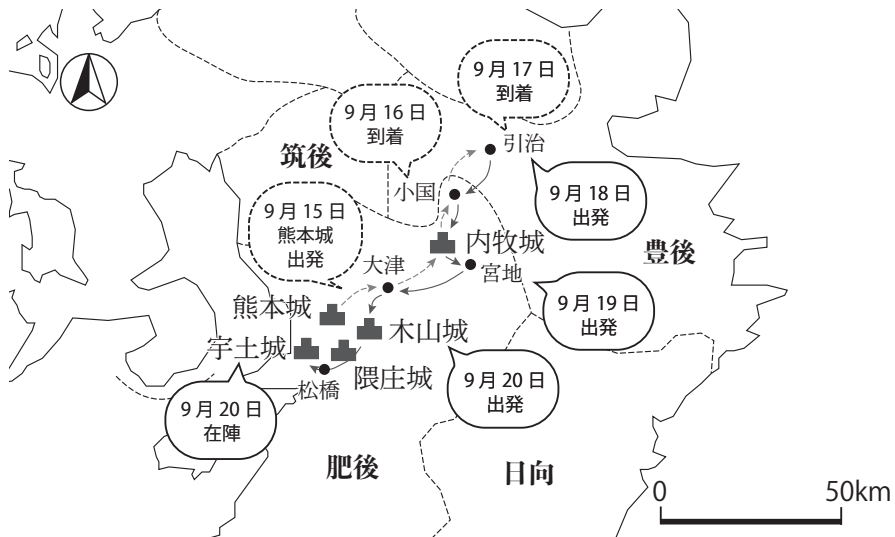 9月17日
到着
9月16日
到着
引治
筑後
小国
9月18日
出発
9月15日
熊本城
出発
内牧城
豊後
大津
宮地
熊本城
9月19日
出発
木山城
宇土城
隈庄城
松橋
9月20日
出発
9月20日
在陣
肥後
日向
0
50km